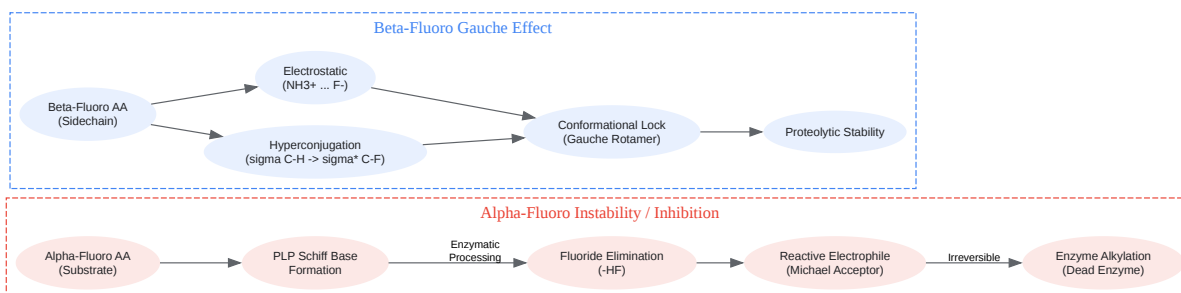 Beta-Fluoro Gauche Effect
Electrostatic
(NH3+ ... F-)
Beta-Fluoro AA
(Sidechain)
Hyperconjugation
(sigma C-H -> sigma* C-F)
Conformational Lock
(Gauche Rotamer)
Proteolytic Stability
Alpha-Fluoro Instability / Inhibition
Alpha-Fluoro AA
(Substrate)
PLP Schiff Base
Formation
Enzymatic
Processing
Fluoride Elimination
(-HF)
Reactive Electrophile
(Michael Acceptor)
Irreversible
Enzyme Alkylation
(Dead Enzyme)